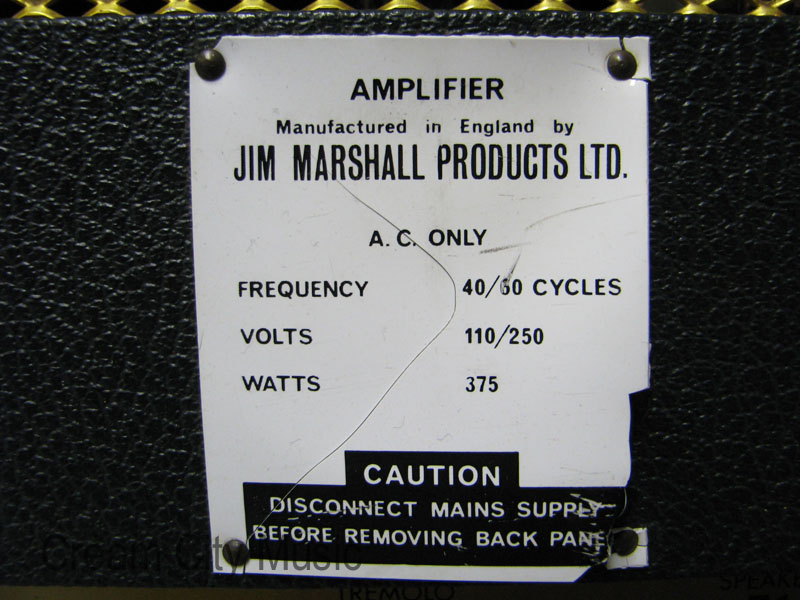 AMPLIFIER
Manufactured in England by
JIM MARSHALL PRODUCTS LTD.
A.C. ONLY
FREQUENCY 40/60 CYCLES
VOLTS 110/250
WATTS 375
CAUTION
DISCONNECT MAINS SUPPLY
BEFORE REMOVING BACK PANE
Cream City Music
TREMOLO SPEAKE